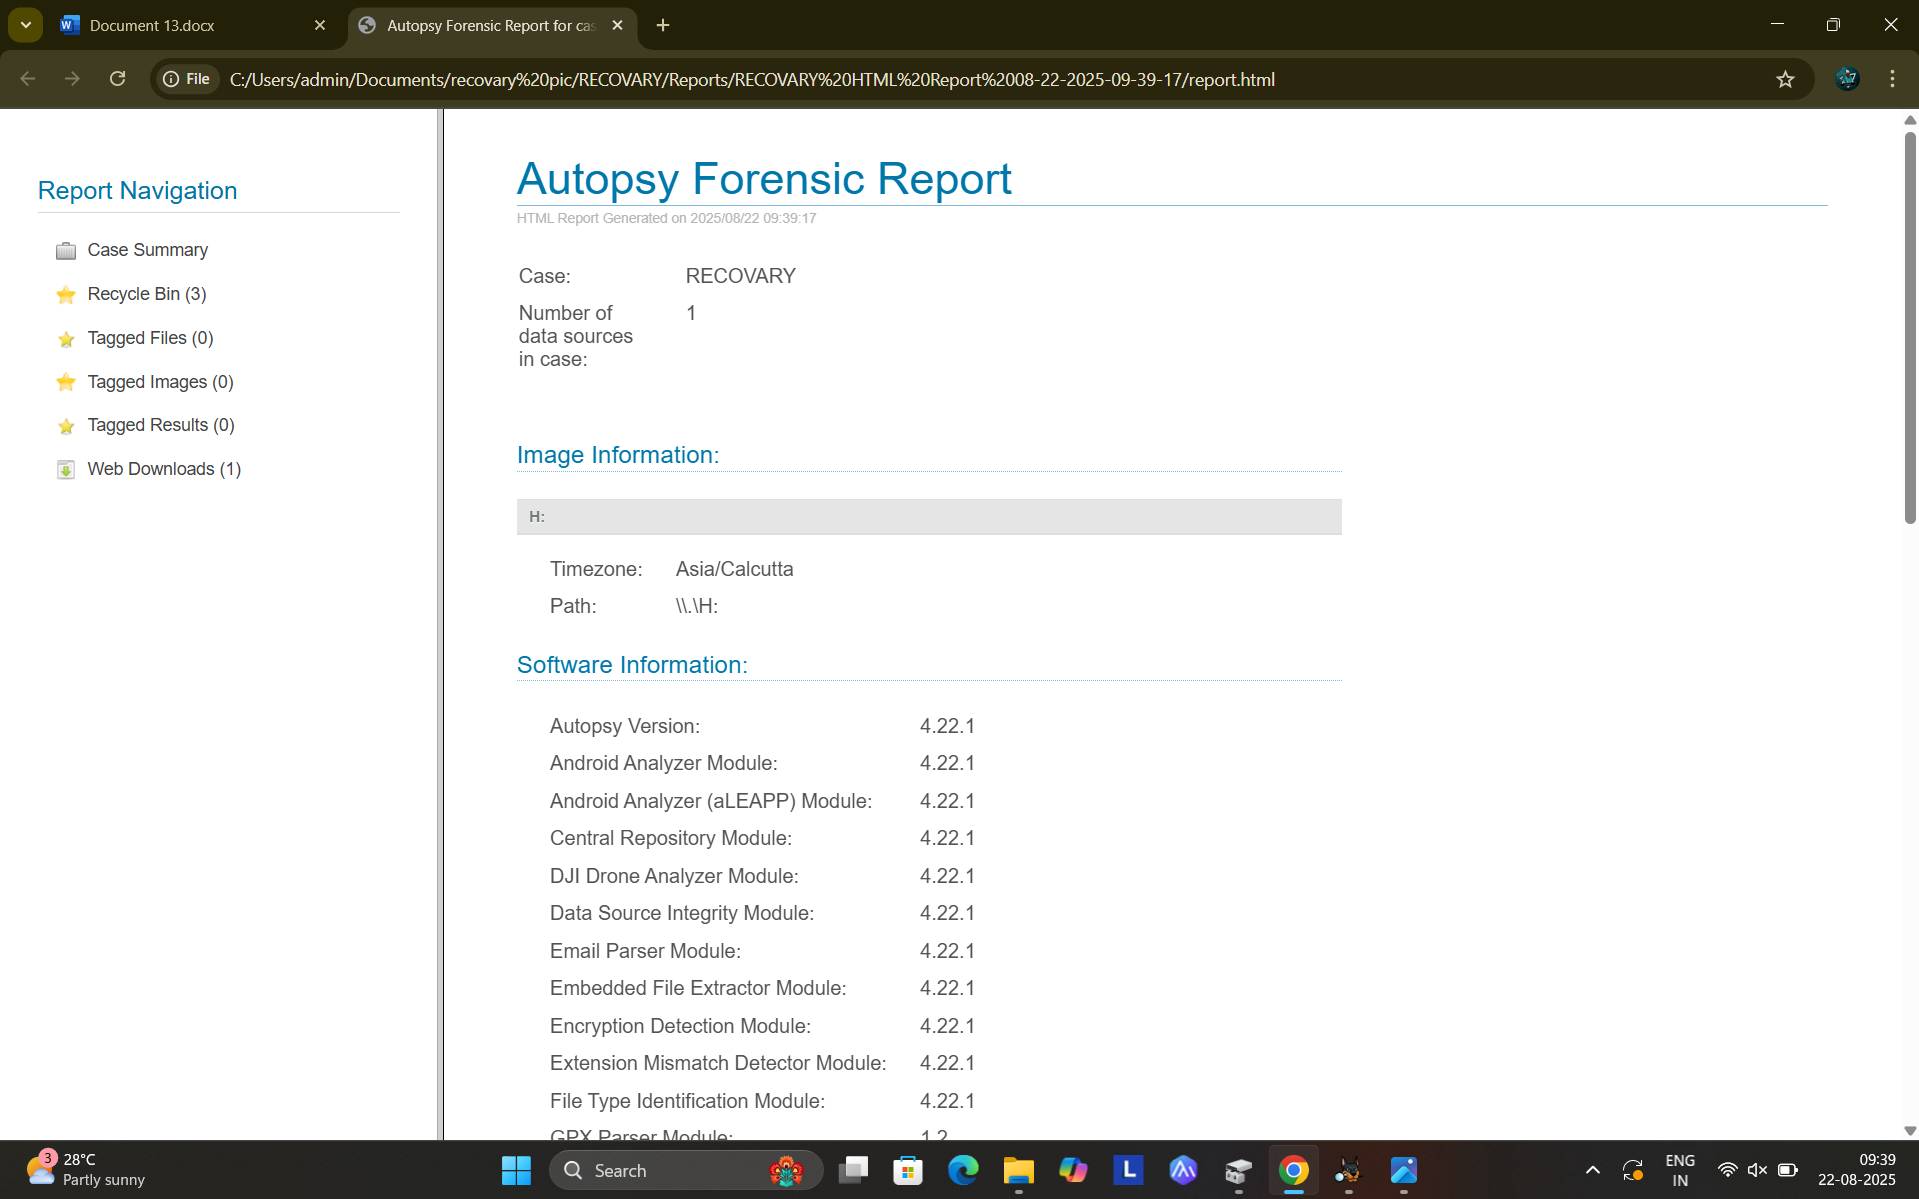 Document 13.docx
Autopsy Forensic Report for cas
File
C:/Users/admin/Documents/recovary%20pic/RECOVARY/Reports/RECOVARY%20HTML%20Report%2008-22-2025-09-39-17/report.html
Report Navigation
Case Summary
Recycle Bin (3)
Tagged Files (0)
Tagged Images (0)
Tagged Results (0)
Web Downloads (1)
Autopsy Forensic Report
HTML Report Generated on 2025/08/22 09:39:17
Case: RECOVARY
Number of 1
data sources
in case:
Image Information:
H:
Timezone: Asia/Calcutta
Path: \\.\H:
Software Information:
Autopsy Version: 4.22.1
Android Analyzer Module: 4.22.1
Android Analyzer (aLEAPP) Module: 4.22.1
Central Repository Module: 4.22.1
DJI Drone Analyzer Module: 4.22.1
Data Source Integrity Module: 4.22.1
Email Parser Module: 4.22.1
Embedded File Extractor Module: 4.22.1
Encryption Detection Module: 4.22.1
Extension Mismatch Detector Module: 4.22.1
File Type Identification Module: 4.22.1
GPX Parser Module: 1.2
3
28°C
Partly sunny
Search
L
ENG
IN
09:39
22-08-2025